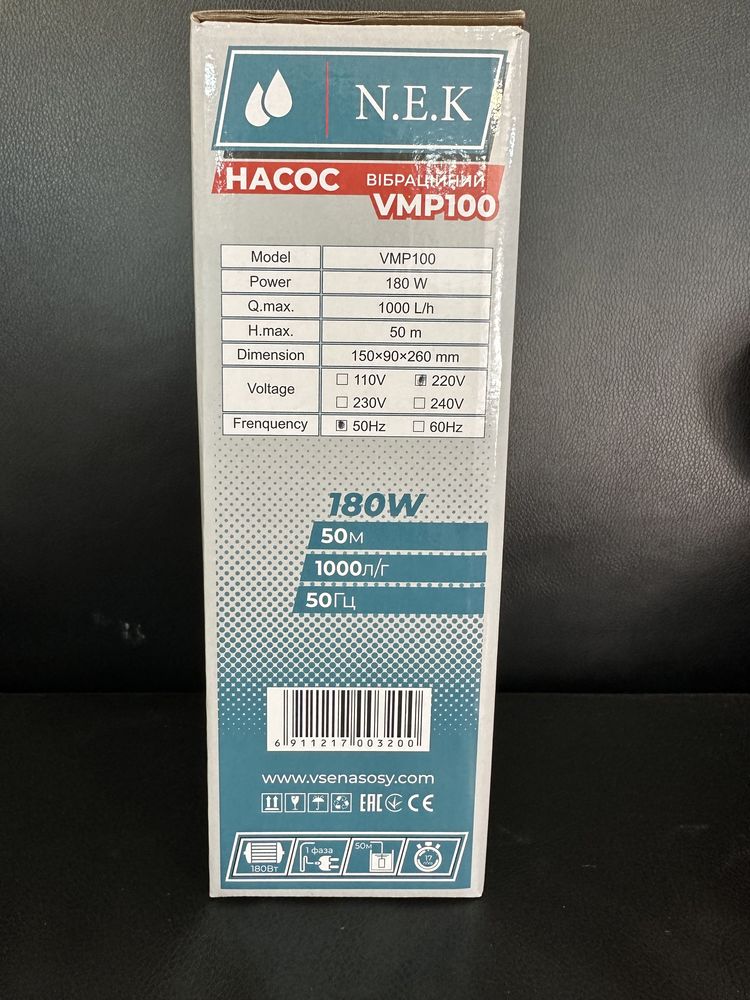 N.E.K
НАСОС ВІБРАЦІЙНИЙ
VMP100
Model VMP100
Power 180 W
Q.max. 1000 L/h
H.max. 50 m
Dimension 150×90×260 mm
Voltage 110V 220V
230V 240V
Frenquency 50Hz 60Hz
180W
50м
1000л/г
50Гц
6 911217 003200
www.vsenasosy.com
EAC CE
180Вт 1 фаза 50м 17